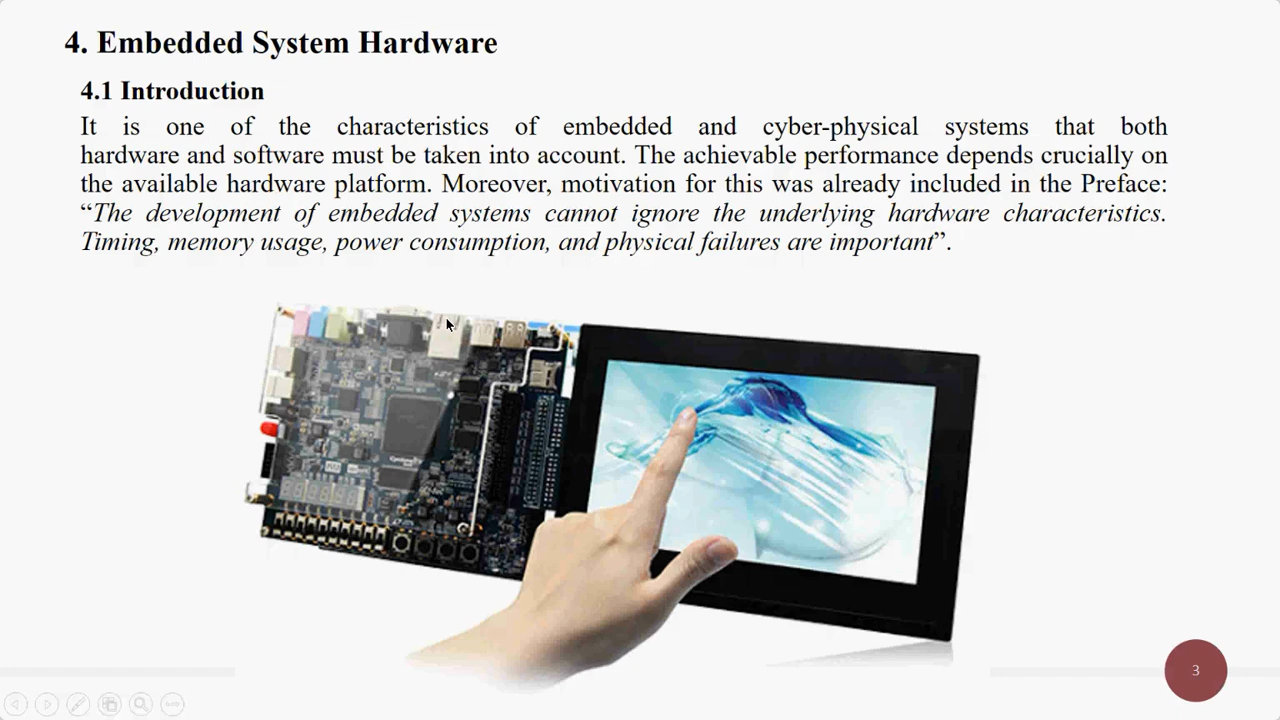 4. Embedded System Hardware
4.1 Introduction
It is one of the characteristics of embedded and cyber-physical systems that both
hardware and software must be taken into account. The achievable performance depends crucially on
the available hardware platform. Moreover, motivation for this was already included in the Preface:
“The development of embedded systems cannot ignore the underlying hardware characteristics.
Timing, memory usage, power consumption, and physical failures are important”.
3